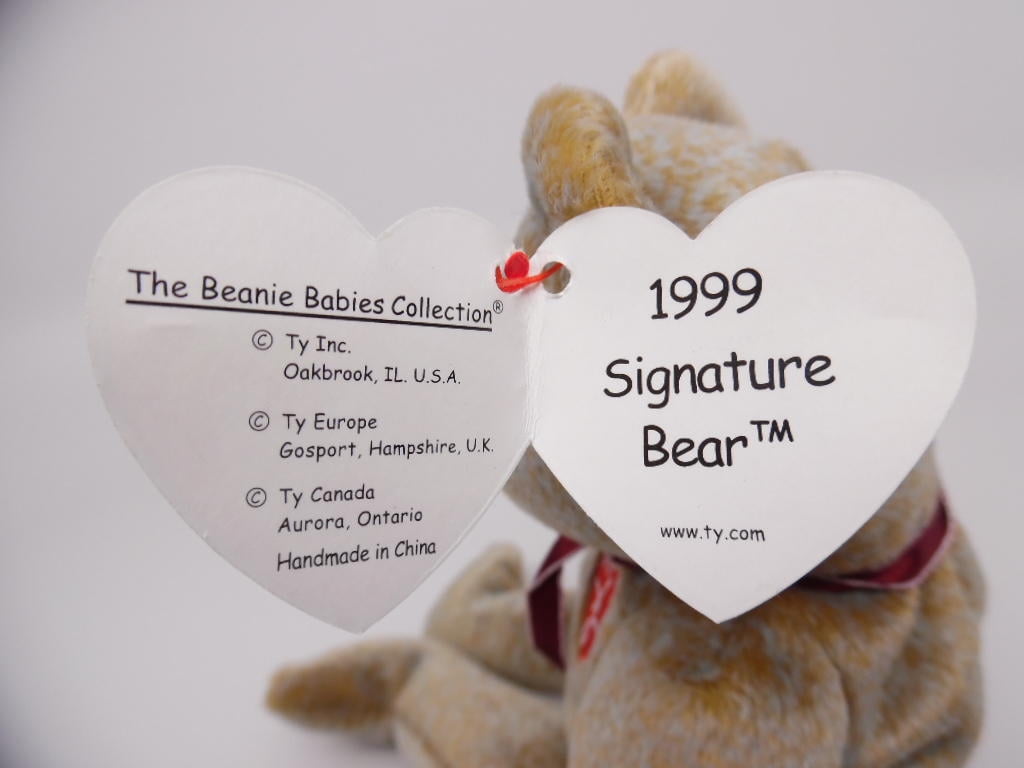 The Beanie Babies Collection®
© Ty Inc.
Oakbrook, IL. U.S.A.
© Ty Europe
Gosport, Hampshire, U.K.
© Ty Canada
Aurora, Ontario
Handmade in China
1999
Signature
Bear™
www.ty.com